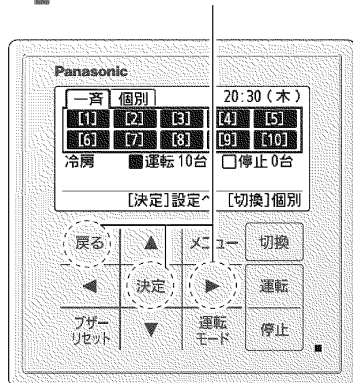 Panasonic
一斉 個別 20:30 (木)
[1] [2] [3] [4] [5]
[6] [7] [8] [9] [10]
冷房 ■運転 10台 □停止 0台
[決定]設定へ [切換]個別
戻る ▲ メニュー 切換
◀ 決定 ▶ 運転
ブザー
リセット ▼ 運転
モード 停止